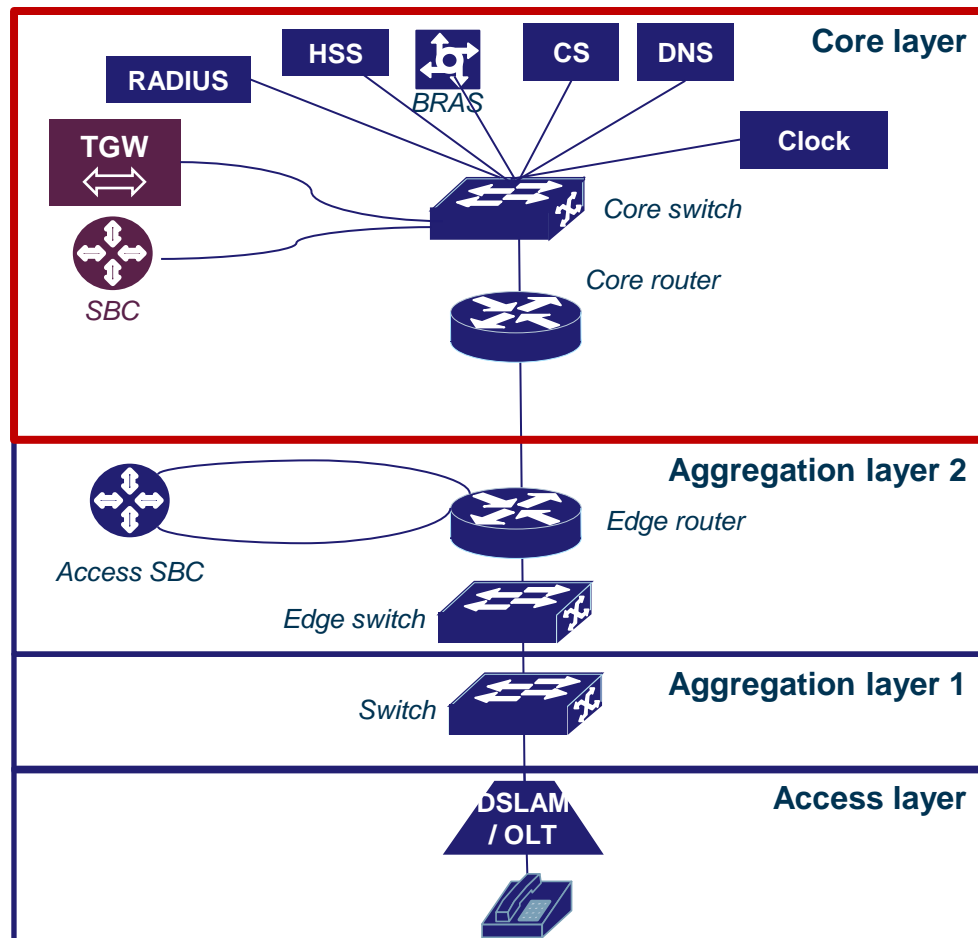 Core layer
HSS
CS
DNS
RADIUS
BRAS
TGW
Clock
Core switch
SBC
Core router
Aggregation layer 2
Edge router
Access SBC
Edge switch
Aggregation layer 1
Switch
Access layer
DSLAM
/ OLT